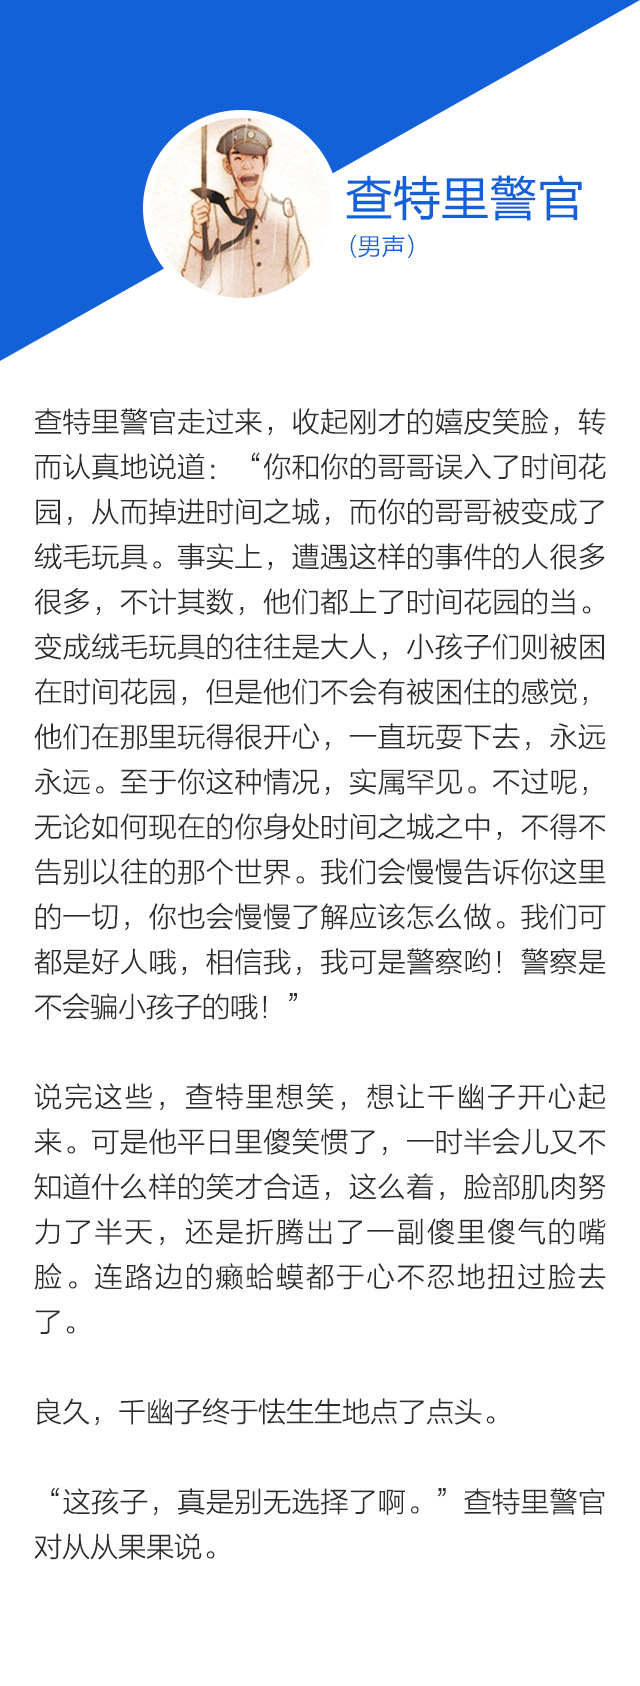 查特里警官
（男声）
查特里警官走过来，收起刚才的嬉皮笑脸，转
而认真地说道：“你和你的哥哥误入了时间花
园，从而掉进时间之城，而你的哥哥被变成了
绒毛玩具。事实上，遭遇这样的事件的人很多
很多，不计其数，他们都上了时间花园的当。
变成绒毛玩具的往往是大人，小孩子们则被困
在时间花园，但是他们不会有被困住的感觉，
他们在那里玩得很开心，一直玩耍下去，永远
永远。至于你这种情况，实属罕见。不过呢，
无论如何现在的你身处时间之城之中，不得不
告别以往的那个世界。我们会慢慢告诉你这里
的一切，你也会慢慢了解应该怎么做。我们可
都是好人哦，相信我，我可是警察哟！警察是
不会骗小孩子的哦！”
说完这些，查特里想笑，想让千幽子开心起
来。可是他平日里傻笑惯了，一时半会儿又不
知道什么样的笑才合适，这么着，脸部肌肉努
力了半天，还是折腾出了一副傻里傻气的嘴
脸。连路边的癞蛤蟆都于心不忍地扭过脸去
了。
良久，千幽子终于怯生生地点了点头。
“这孩子，真是别无选择了啊。”查特里警官
对从从果果说。